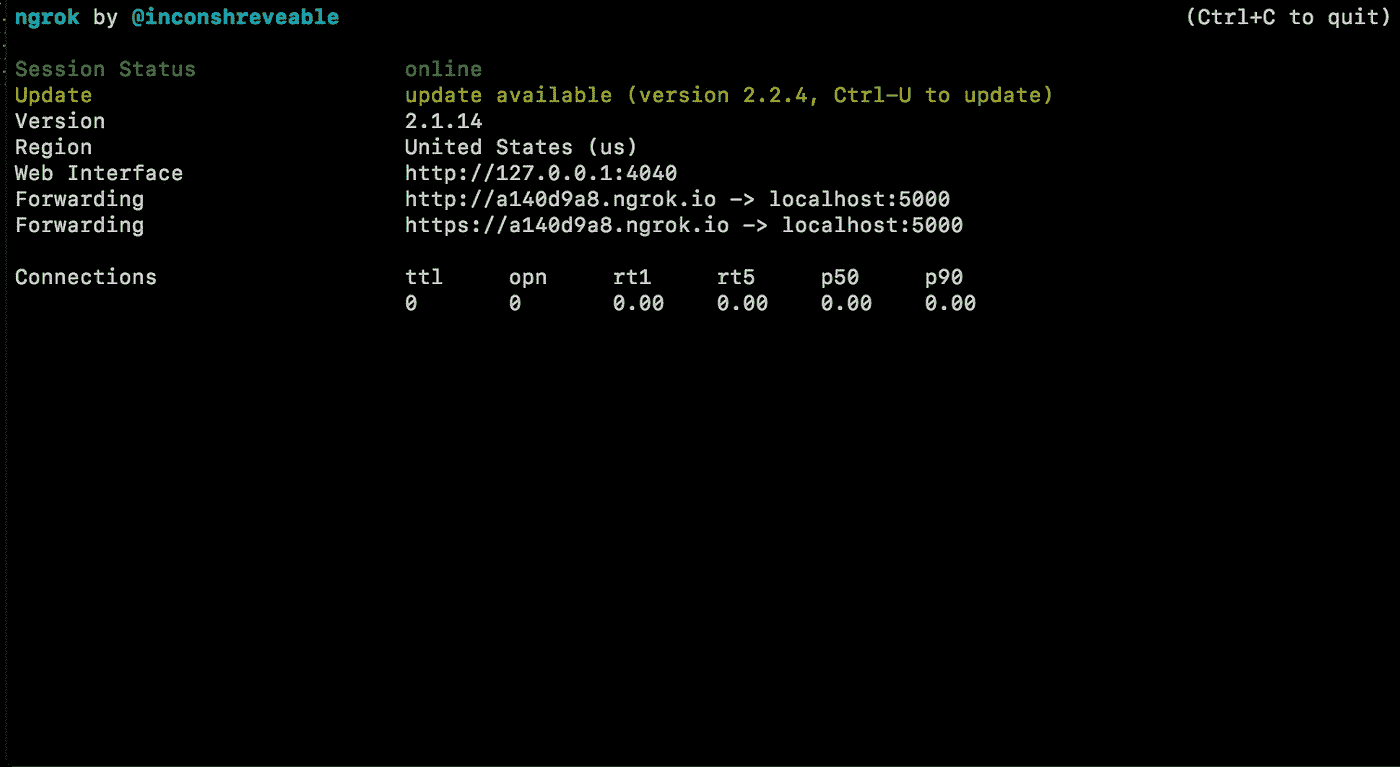 ngrok by @inconshreveable (Ctrl+C to quit)
Session Status online
Update update available (version 2.2.4, Ctrl-U to update)
Version 2.1.14
Region United States (us)
Web Interface http://127.0.0.1:4040
Forwarding http://a140d9a8.ngrok.io -> localhost:5000
Forwarding https://a140d9a8.ngrok.io -> localhost:5000
Connections ttl opn rt1 rt5 p50 p90
0 0 0.00 0.00 0.00 0.00